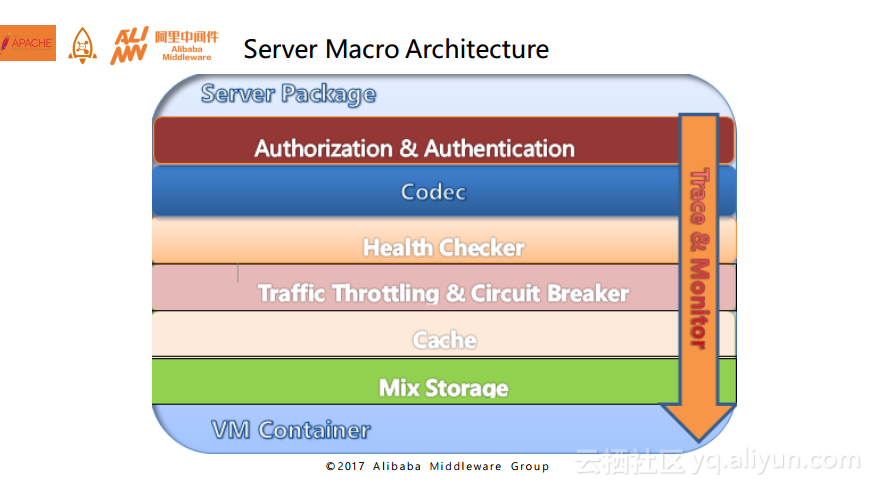 APACHE
阿里中间件
Alibaba
Middleware
Server Macro Architecture
Server Package
Authorization & Authentication
Codec
Health Checker
Traffic Throttling & Circuit Breaker
Cache
Mix Storage
VM Container
Trace & Monitor
©2017 Alibaba Middleware Group
云栖社区 yq.aliyun.com